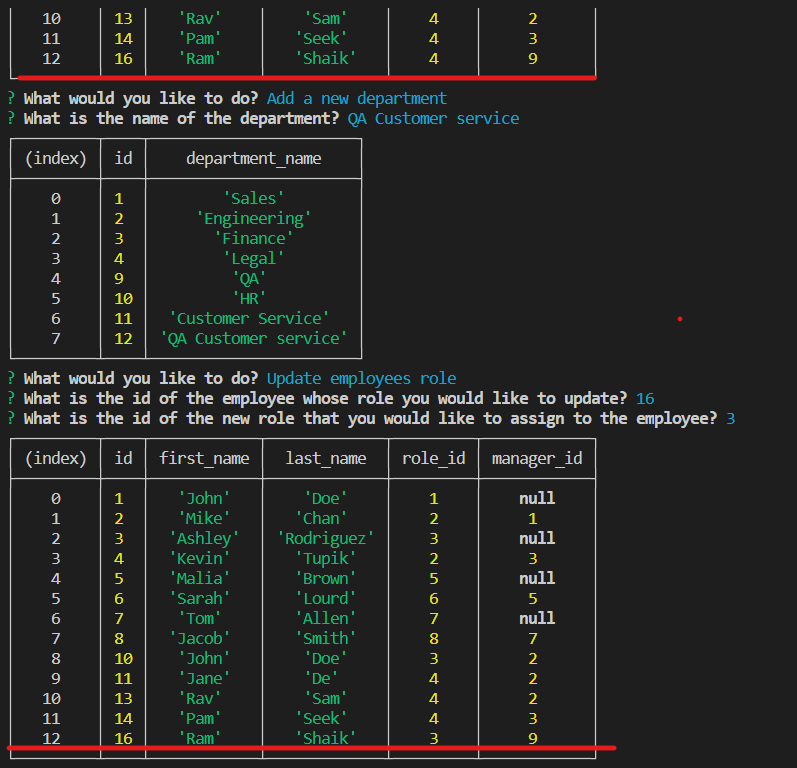 10 13 'Rav' 'Sam' 4 2
11 14 'Pam' 'Seek' 4 3
12 16 'Ram' 'Shaik' 4 9
? What would you like to do? Add a new department
? What is the name of the department? QA Customer service
(index) id department_name
0 1 'Sales'
1 2 'Engineering'
2 3 'Finance'
3 4 'Legal'
4 9 'QA'
5 10 'HR'
6 11 'Customer Service'
7 12 'QA Customer service'
? What would you like to do? Update employees role
? What is the id of the employee whose role you would like to update? 16
? What is the id of the new role that you would like to assign to the employee? 3
(index) id first_name last_name role_id manager_id
0 1 'John' 'Doe' 1 null
1 2 'Mike' 'Chan' 2 1
2 3 'Ashley' 'Rodriguez' 3 null
3 4 'Kevin' 'Tupik' 2 3
4 5 'Malia' 'Brown' 5 null
5 6 'Sarah' 'Lourd' 6 5
6 7 'Tom' 'Allen' 7 null
7 8 'Jacob' 'Smith' 8 7
8 10 'John' 'Doe' 3 2
9 11 'Jane' 'De' 4 2
10 13 'Rav' 'Sam' 4 2
11 14 'Pam' 'Seek' 4 3
12 16 'Ram' 'Shaik' 3 9